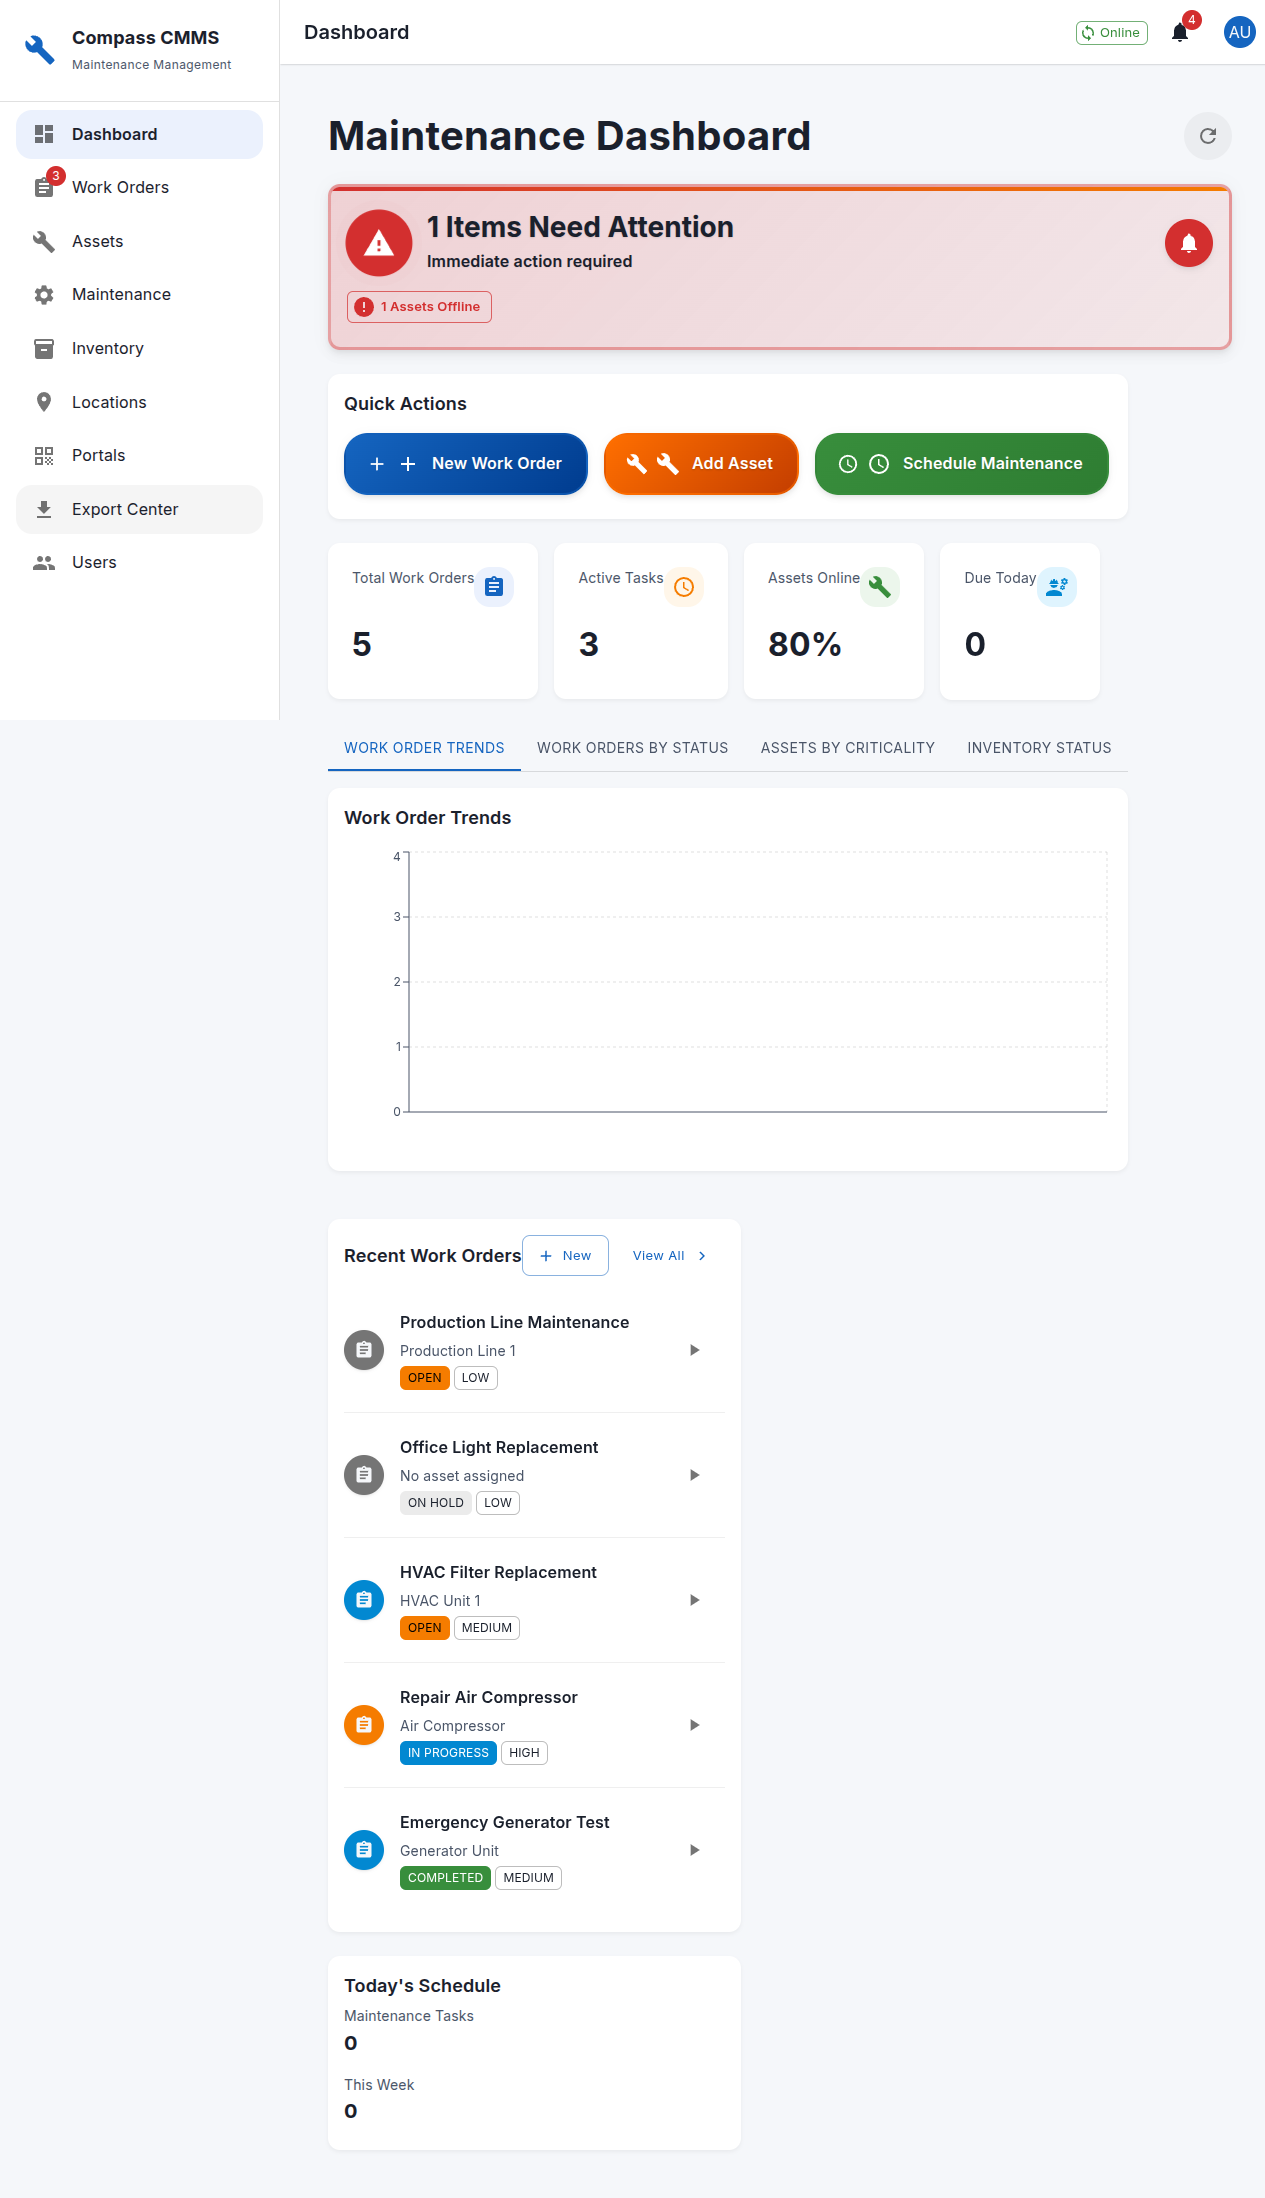 Compass CMMS
Maintenance Management
Dashboard
3
Work Orders
Assets
Maintenance
Inventory
Locations
Portals
Export Center
Users
Dashboard
Online
4
AU
Maintenance Dashboard
1 Items Need Attention
Immediate action required
1 Assets Offline
Quick Actions
New Work Order
Add Asset
Schedule Maintenance
Total Work Orders
5
Active Tasks
3
Assets Online
80%
Due Today
0
WORK ORDER TRENDS
WORK ORDERS BY STATUS
ASSETS BY CRITICALITY
INVENTORY STATUS
Work Order Trends
4
3
2
1
0
Recent Work Orders
New
View All
Production Line Maintenance
Production Line 1
OPEN
LOW
Office Light Replacement
No asset assigned
ON HOLD
LOW
HVAC Filter Replacement
HVAC Unit 1
OPEN
MEDIUM
Repair Air Compressor
Air Compressor
IN PROGRESS
HIGH
Emergency Generator Test
Generator Unit
COMPLETED
MEDIUM
Today's Schedule
Maintenance Tasks
0
This Week
0